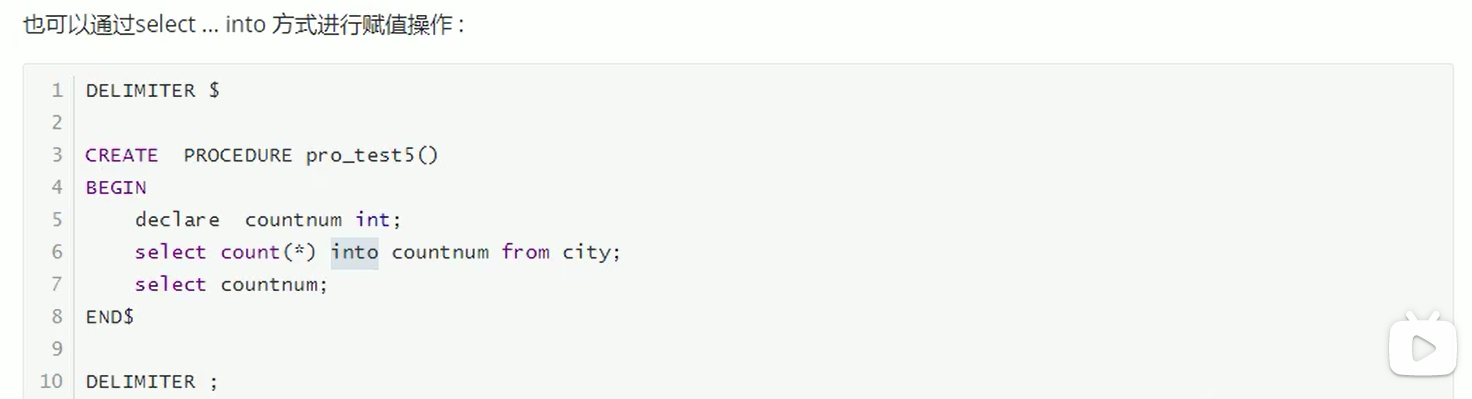 也可以通过select ... into 方式进行赋值操作 :
1 DELIMITER $
2
3 CREATE  PROCEDURE pro_test5()
4 BEGIN
5     declare  countnum int;
6     select count(*) into countnum from city;
7     select countnum;
8 END$
9
10 DELIMITER ;